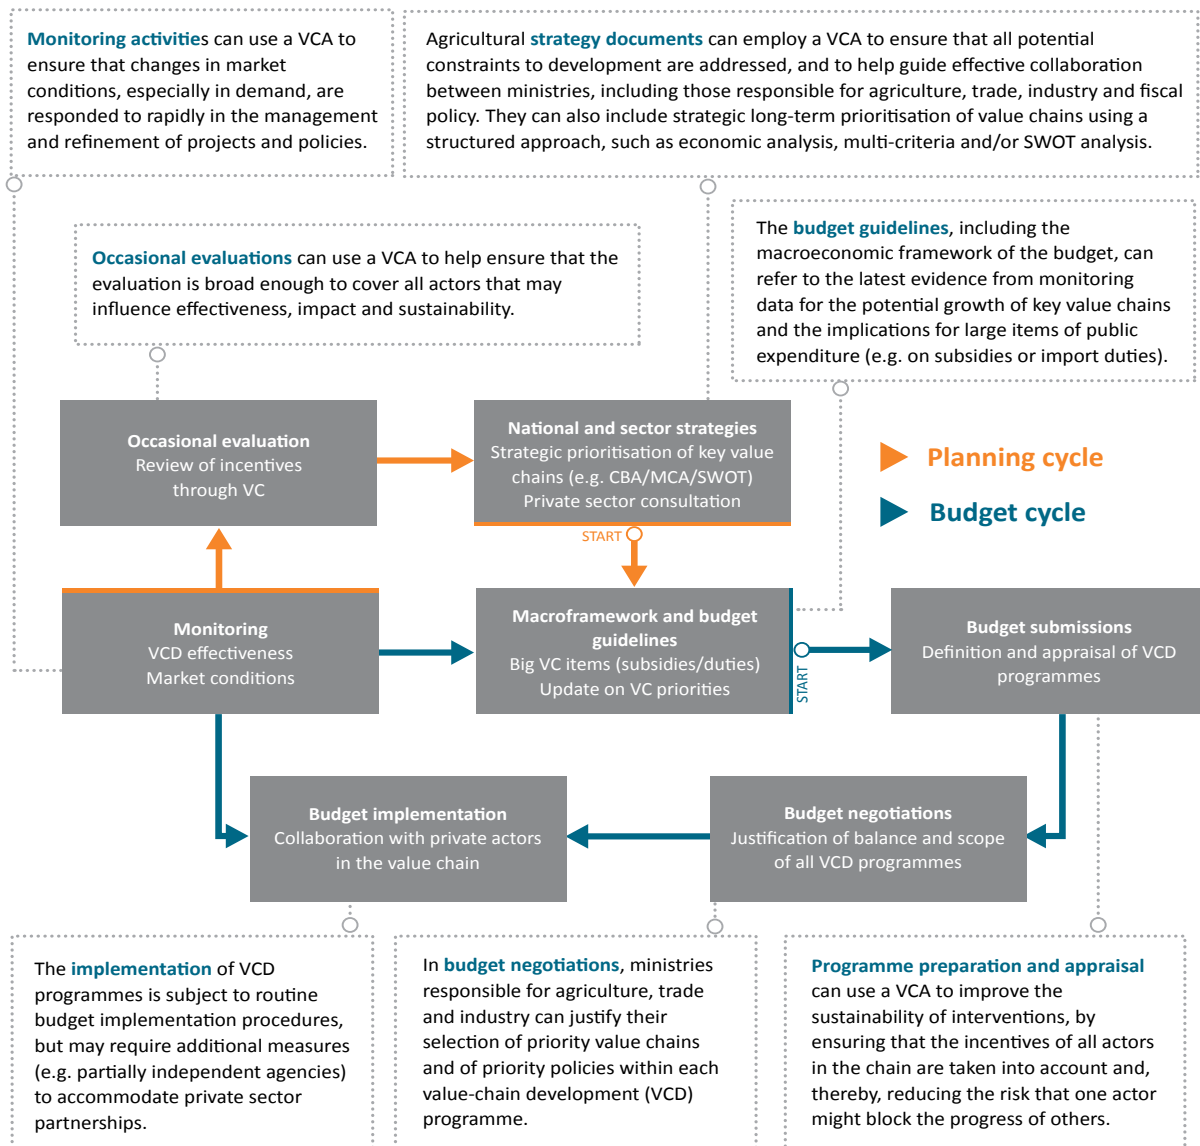 Monitoring activities can use a VCA to
ensure that changes in market
conditions, especially in demand, are
responded to rapidly in the management
and refinement of projects and policies.
Agricultural strategy documents can employ a VCA to ensure that all potential
constraints to development are addressed, and to help guide effective collaboration
between ministries, including those responsible for agriculture, trade, industry and fiscal
policy. They can also include strategic long-term prioritisation of value chains using a
structured approach, such as economic analysis, multi-criteria and/or SWOT analysis.
Occasional evaluations can use a VCA to help ensure that the
evaluation is broad enough to cover all actors that may
influence effectiveness, impact and sustainability.
The budget guidelines, including the
macroeconomic framework of the budget, can
refer to the latest evidence from monitoring
data for the potential growth of key value chains
and the implications for large items of public
expenditure (e.g. on subsidies or import duties).
Occasional evaluation
Review of incentives
through VC
National and sector strategies
Strategic prioritisation of key value
chains (e.g. CBA/MCA/SWOT)
Private sector consultation
Planning cycle
Budget cycle
START
Monitoring
VCD effectiveness
Market conditions
Macroframework and budget
guidelines
Big VC items (subsidies/duties)
Update on VC priorities
START
Budget submissions
Definition and appraisal of VCD
programmes
Budget implementation
Collaboration with private actors
in the value chain
Budget negotiations
Justification of balance and scope
of all VCD programmes
The implementation of VCD
programmes is subject to routine
budget implementation procedures,
but may require additional measures
(e.g. partially independent agencies)
to accommodate private sector
partnerships.
In budget negotiations, ministries
responsible for agriculture, trade
and industry can justify their
selection of priority value chains
and of priority policies within each
value-chain development (VCD)
programme.
Programme preparation and appraisal
can use a VCA to improve the
sustainability of interventions, by
ensuring that the incentives of all actors
in the chain are taken into account and,
thereby, reducing the risk that one actor
might block the progress of others.